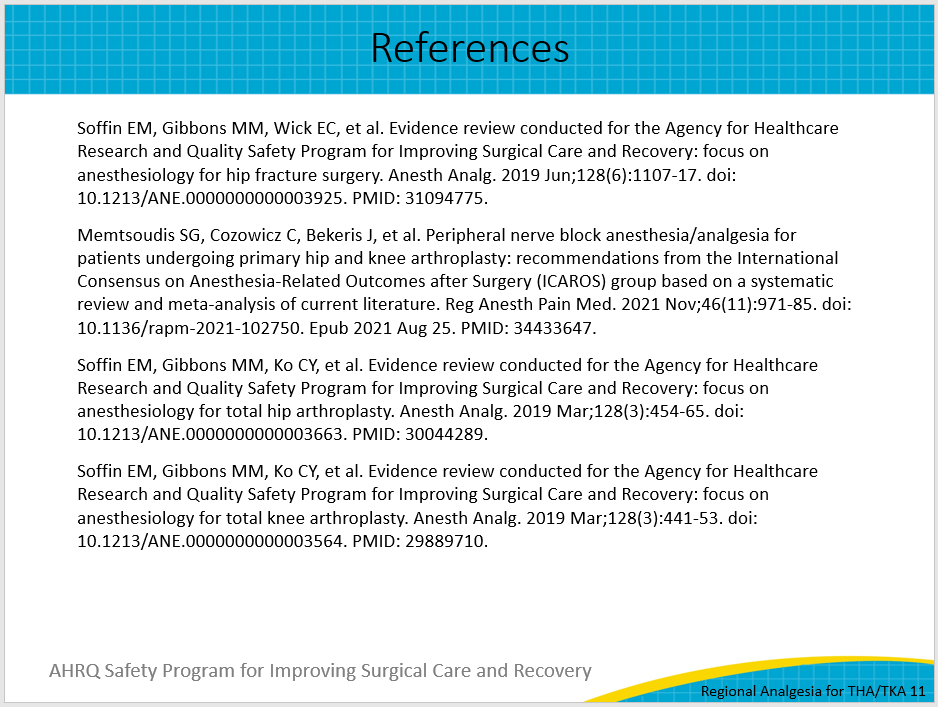 References
Soffin EM, Gibbons MM, Wick EC, et al. Evidence review conducted for the Agency for Healthcare
Research and Quality Safety Program for Improving Surgical Care and Recovery: focus on
anesthesiology for hip fracture surgery. Anesth Analg. 2019 Jun;128(6):1107-17. doi:
10.1213/ANE.0000000000003925. PMID: 31094775.
Memtsoudis SG, Cozowicz C, Bekeris J, et al. Peripheral nerve block anesthesia/analgesia for
patients undergoing primary hip and knee arthroplasty: recommendations from the International
Consensus on Anesthesia-Related Outcomes after Surgery (ICAROS) group based on a systematic
review and meta-analysis of current literature. Reg Anesth Pain Med. 2021 Nov;46(11):971-85. doi:
10.1136/rapm-2021-102750. Epub 2021 Aug 25. PMID: 34433647.
Soffin EM, Gibbons MM, Ko CY, et al. Evidence review conducted for the Agency for Healthcare
Research and Quality Safety Program for Improving Surgical Care and Recovery: focus on
anesthesiology for total hip arthroplasty. Anesth Analg. 2019 Mar;128(3):454-65. doi:
10.1213/ANE.0000000000003663. PMID: 30044289.
Soffin EM, Gibbons MM, Ko CY, et al. Evidence review conducted for the Agency for Healthcare
Research and Quality Safety Program for Improving Surgical Care and Recovery: focus on
anesthesiology for total knee arthroplasty. Anesth Analg. 2019 Mar;128(3):441-53. doi:
10.1213/ANE.0000000000003564. PMID: 29889710.
AHRQ Safety Program for Improving Surgical Care and Recovery
Regional Analgesia for THA/TKA 11